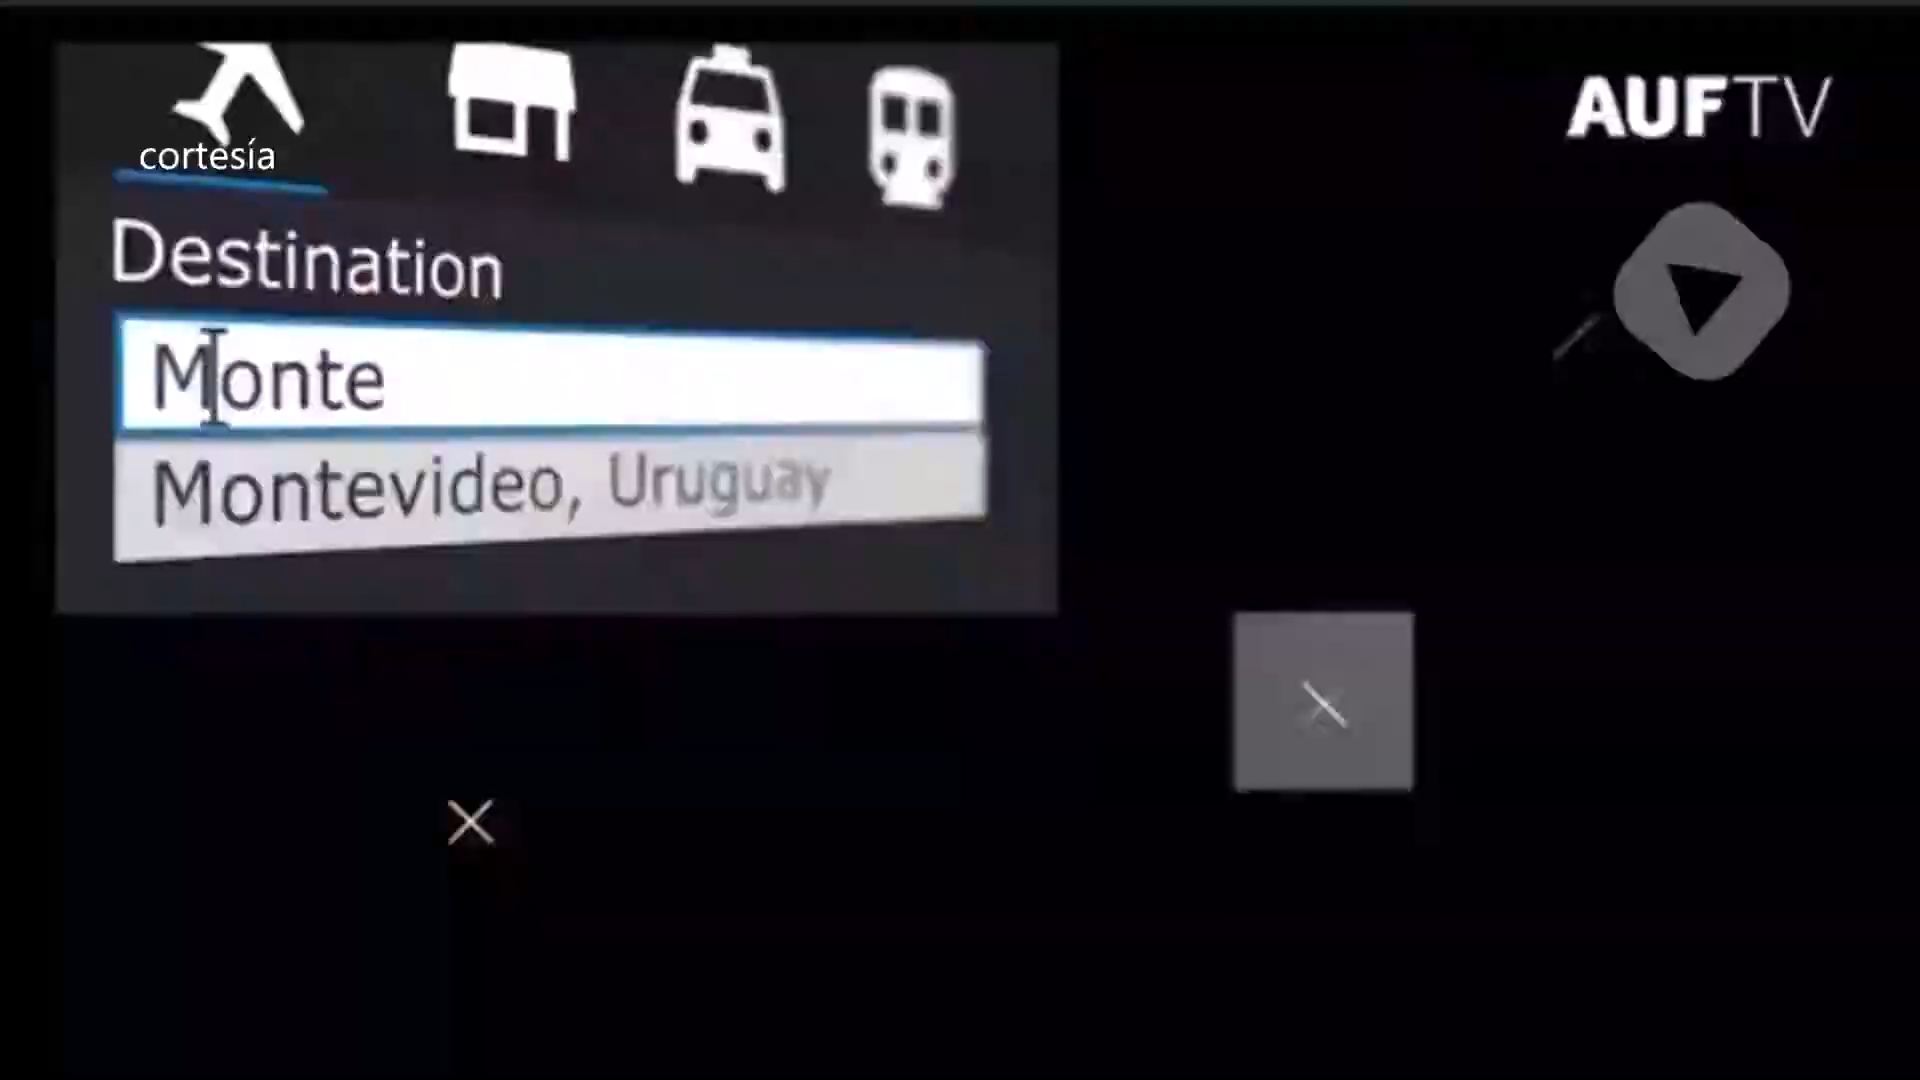 AUFTV
cortesía
Destination
Monte
Montevideo, Uruguay